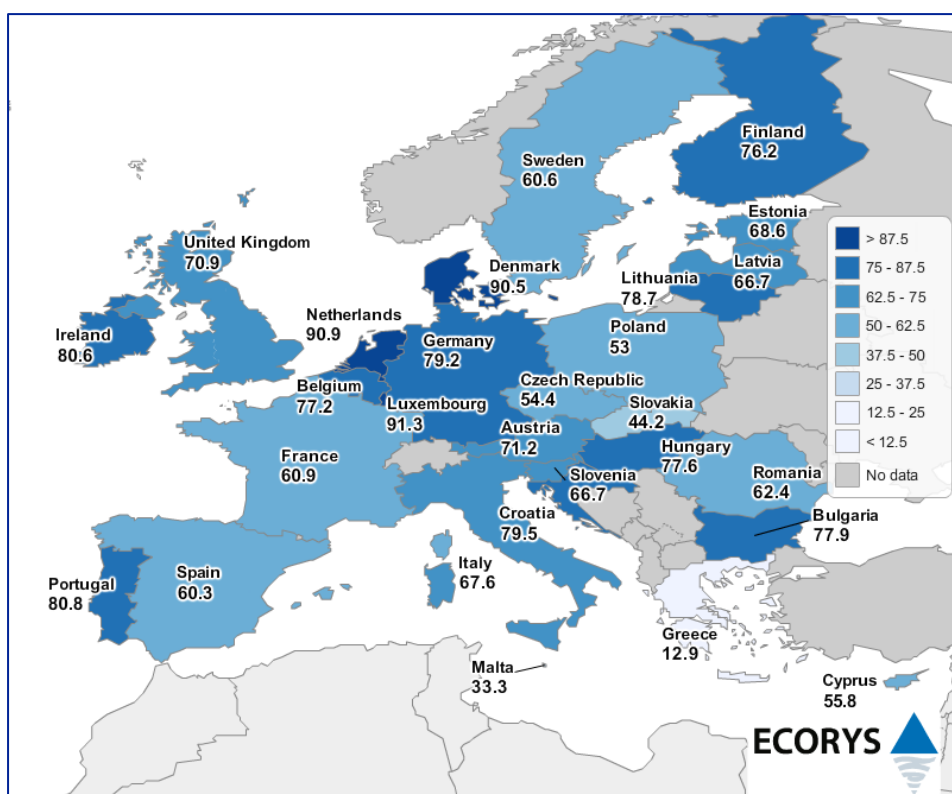 Finland
76.2
Sweden
60.6
Estonia
68.6
United Kingdom
70.9
> 87.5
75 - 87.5
62.5 - 75
50 - 62.5
37.5 - 50
25 - 37.5
12.5 - 25
< 12.5
No data
Denmark
90.5
Latvia
66.7
Lithuania
78.7
Netherlands
90.9
Ireland
80.6
Germany
79.2
Poland
53
Belgium
77.2
Czech Republic
54.4
Luxembourg
91.3
Slovakia
44.2
Austria
71.2
Hungary
77.6
France
60.9
Slovenia
66.7
Romania
62.4
Croatia
79.5
Bulgaria
77.9
Italy
67.6
Spain
60.3
Portugal
80.8
Greece
12.9
Malta
33.3
Cyprus
55.8
ECORYS